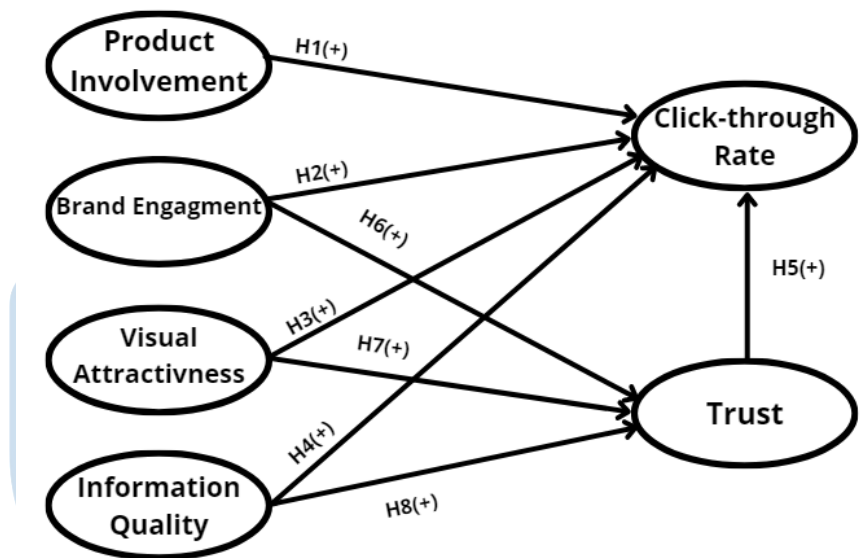 Product
Involvement
H1(+)
Click-through
Rate
Brand Engagment
H2(+)
H6(+)
H5(+)
Visual
Attractivness
H3(+)
H7(+)
Trust
Information
Quality
H4(+)
H8(+)